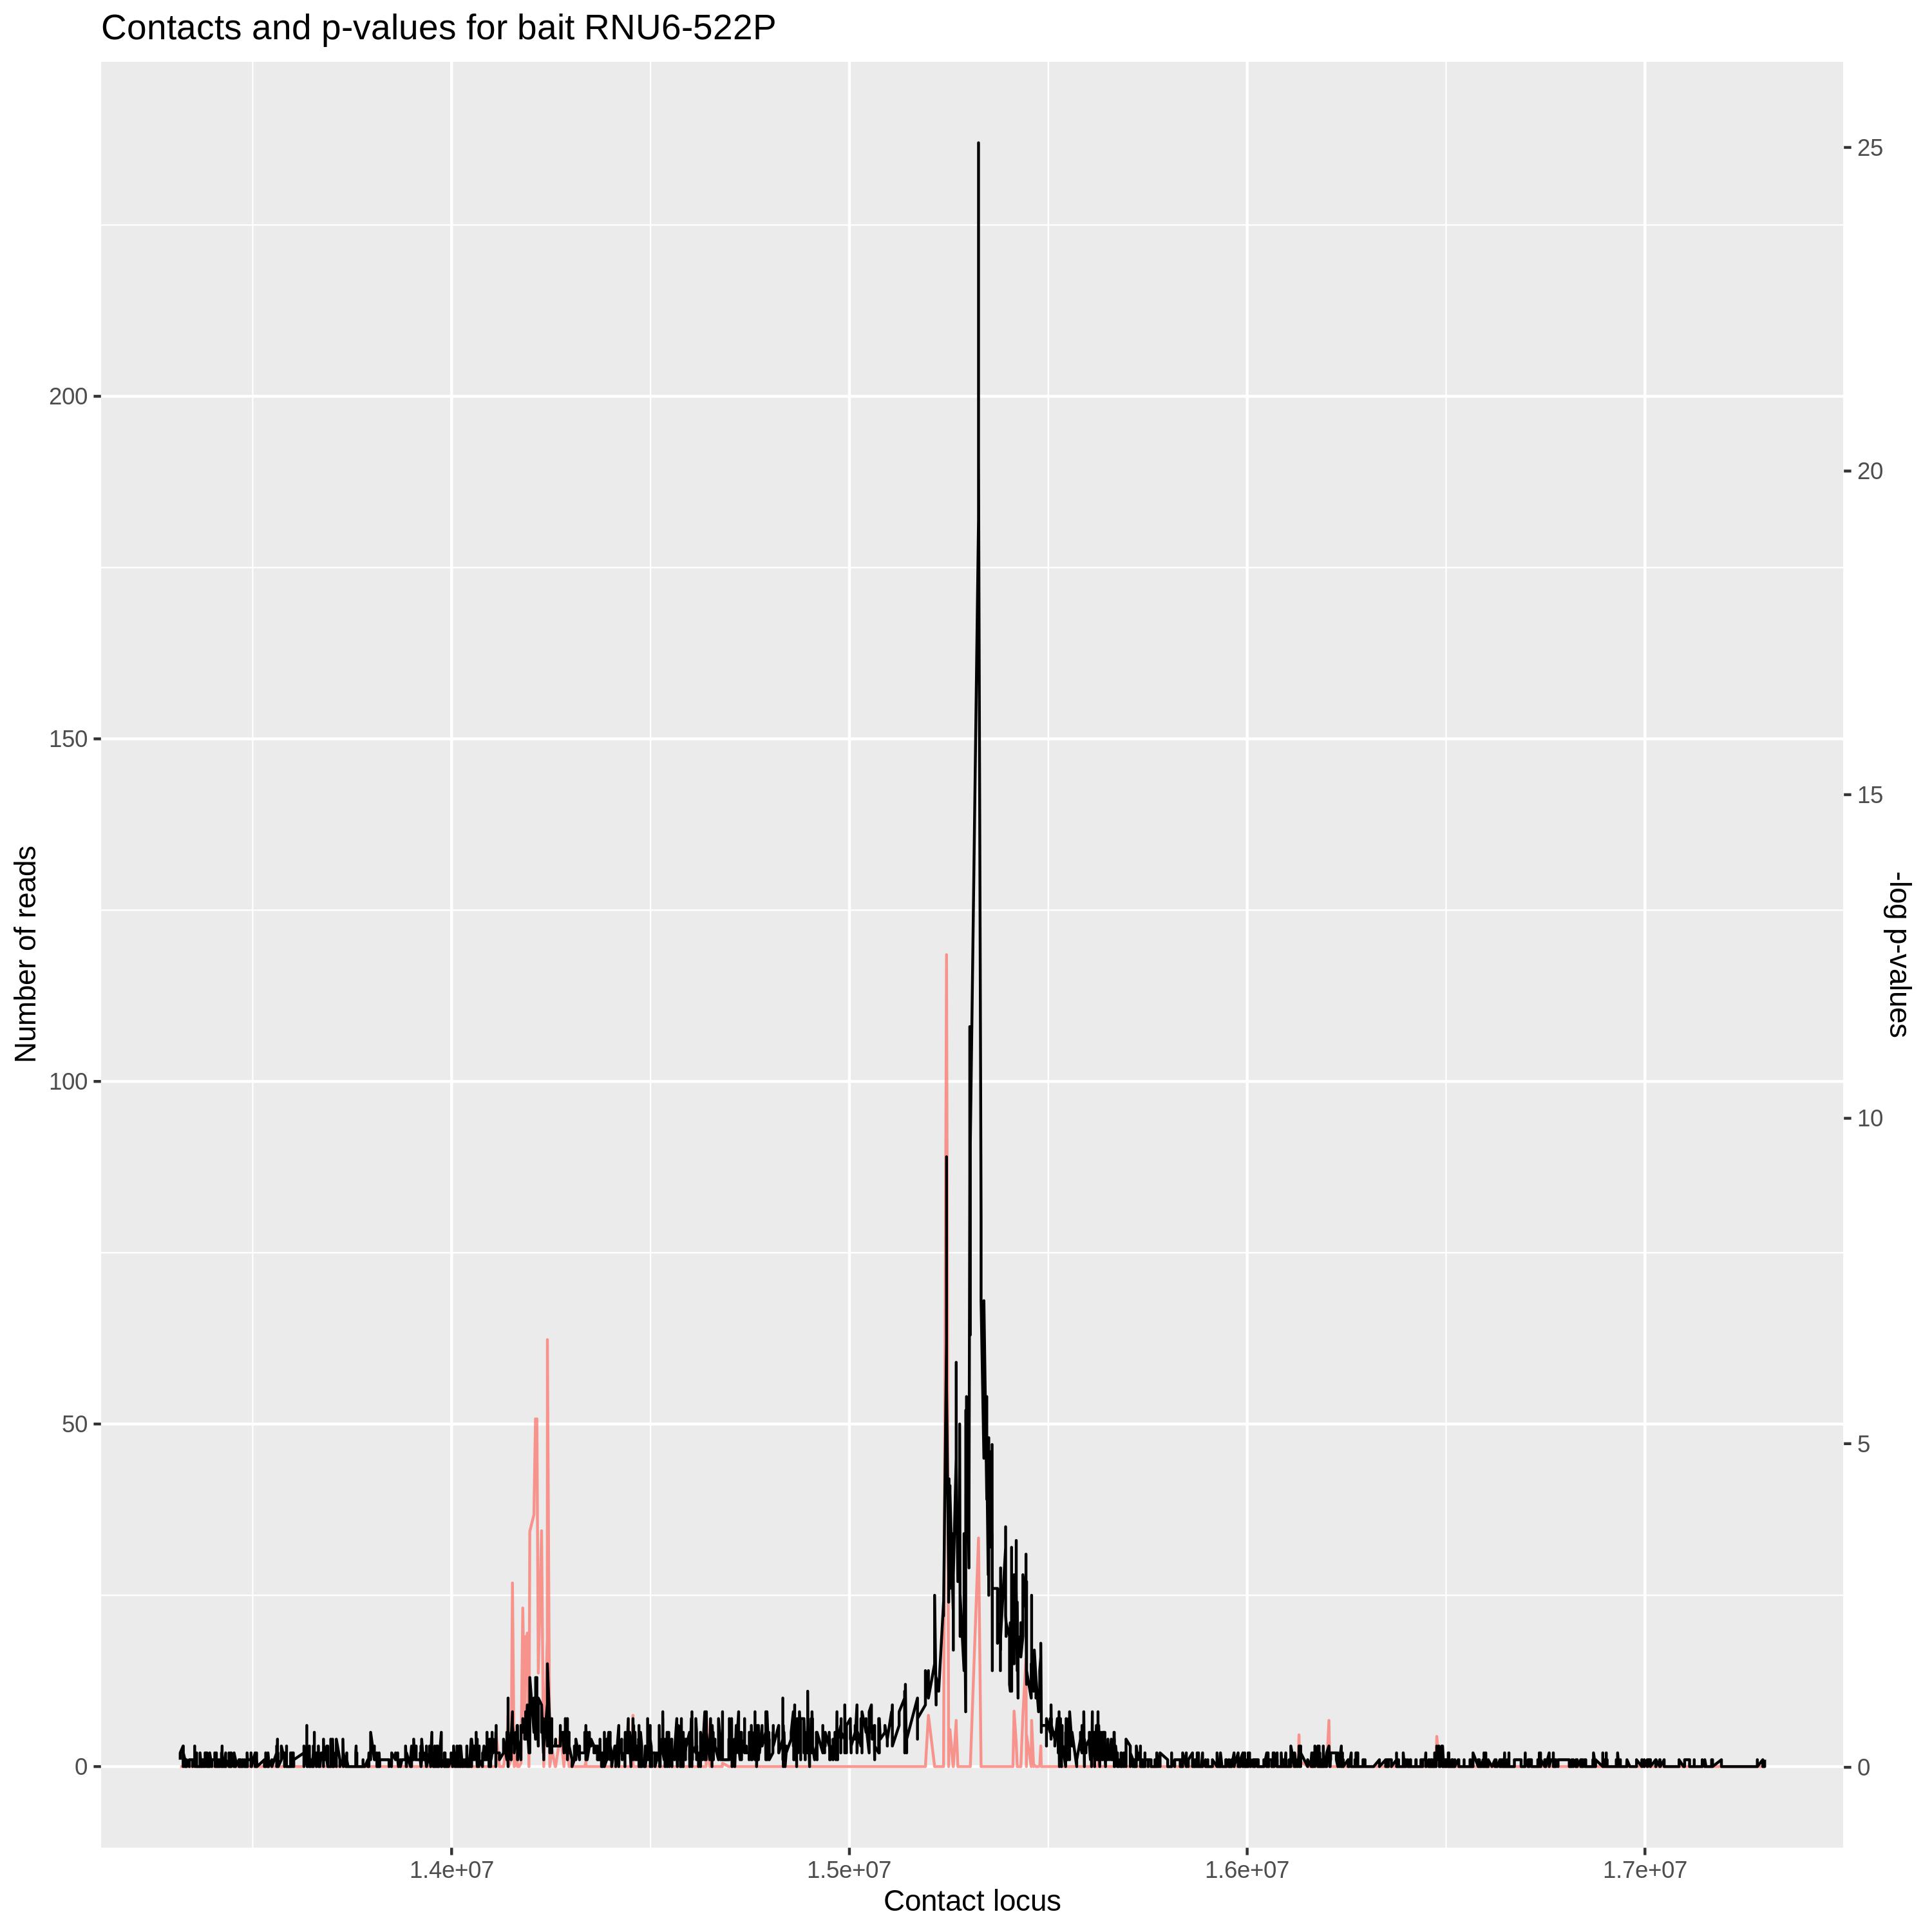 Contacts and p-values for bait RNU6-522P
Number of reads
200
150
100
50
0
25
20
15
10
5
0
-log p-values
1.4e+07 1.5e+07 1.6e+07 1.7e+07
Contact locus